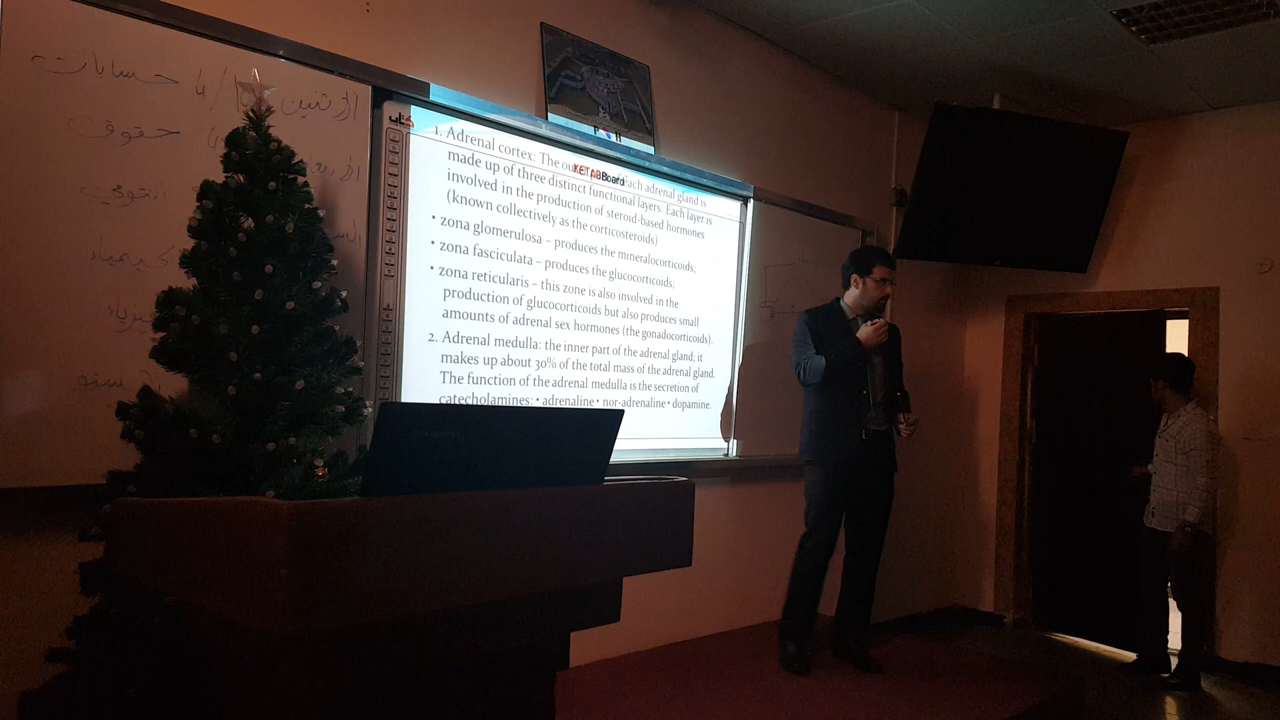 الاثنين 4/ حسابات
حقوق
كيمياء
فيزياء
كتاب
KETABBoard
1. Adrenal cortex: The each adrenal gland is
made up of three distinct functional layers. Each layer is
involved in the production of steroid-based hormones
(known collectively as the corticosteroids)
• zona glomerulosa – produces the mineralocorticoids;
• zona fasciculata – produces the glucocorticoids;
• zona reticularis – this zone is also involved in the
production of glucocorticoids but also produces small
amounts of adrenal sex hormones (the gonadocorticoids).
2. Adrenal medulla: the inner part of the adrenal gland; it
makes up about 30% of the total mass of the adrenal gland.
The function of the adrenal medulla is the secretion of
catecholamines: • adrenaline • nor-adrenaline • dopamine.